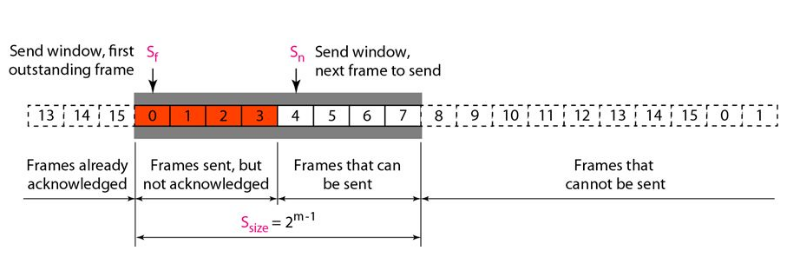 Send window, first Sf
outstanding frame
Sn Send window,
next frame to send
13 14 15 0 1 2 3 4 5 6 7 8 9 10 11 12 13 14 15 0 1
Frames already
acknowledged
Frames sent, but
not acknowledged
Frames that can
be sent
Frames that
cannot be sent
Ssize = 2^m-1